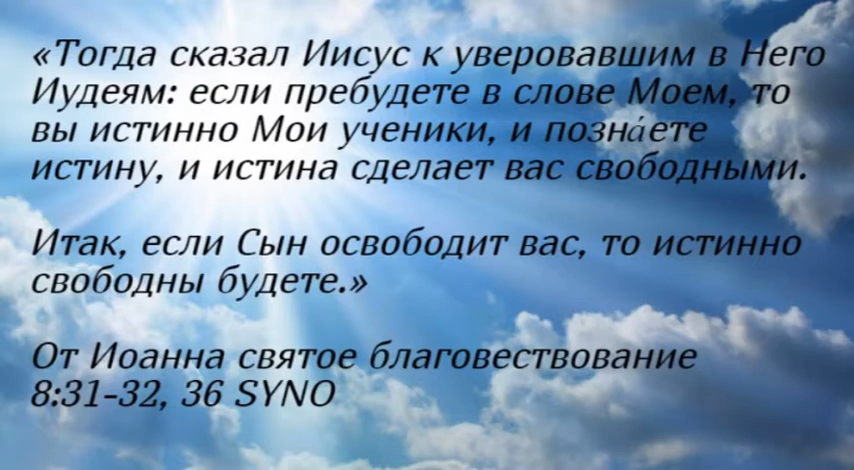 «Тогда сказал Иисус к уверовавшим в Него
Иудеям: если пребудете в слове Моем, то
вы истинно Мои ученики, и позна́ете
истину, и истина сделает вас свободными.
Итак, если Сын освободит вас, то истинно
свободны будете.»
От Иоанна святое благовествование
8:31-32, 36 SYNO